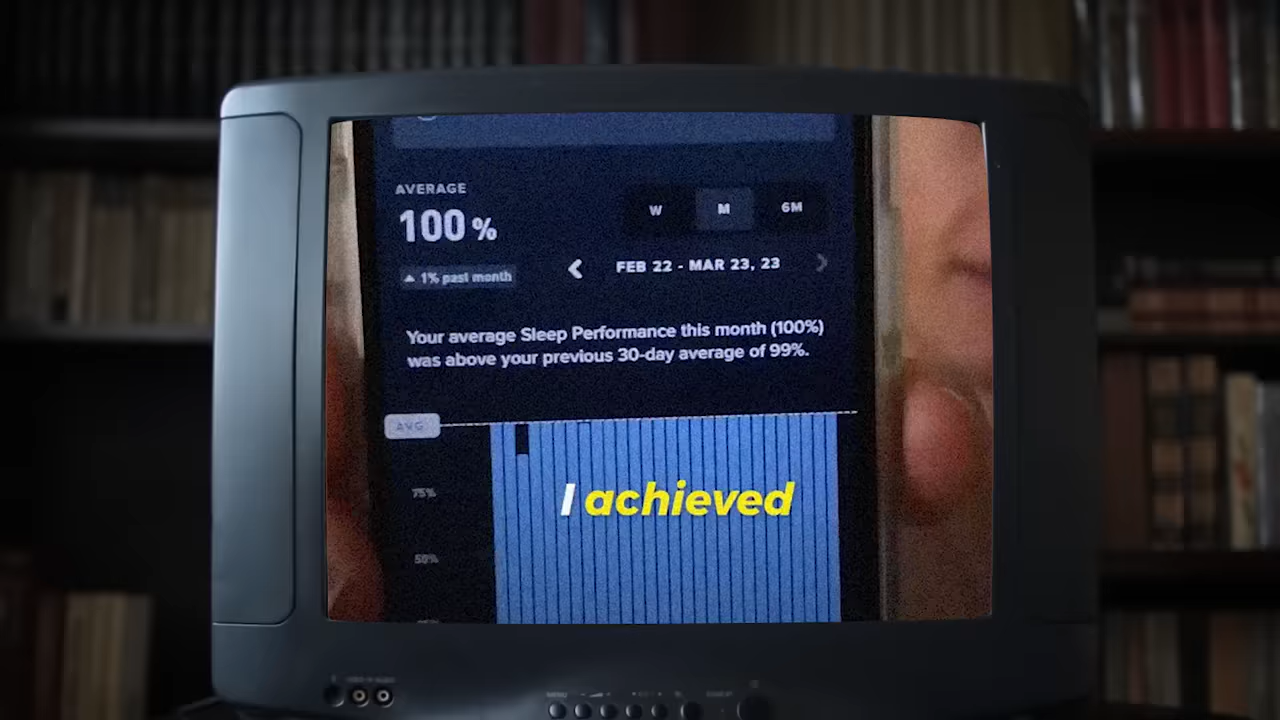 AVERAGE
100 %
W
M
6M
▲ 1% past month
FEB 22 - MAR 23, 23
Your average Sleep Performance this month (100%)
was above your previous 30-day average of 99%.
AVG
75%
I achieved
50%
MENU